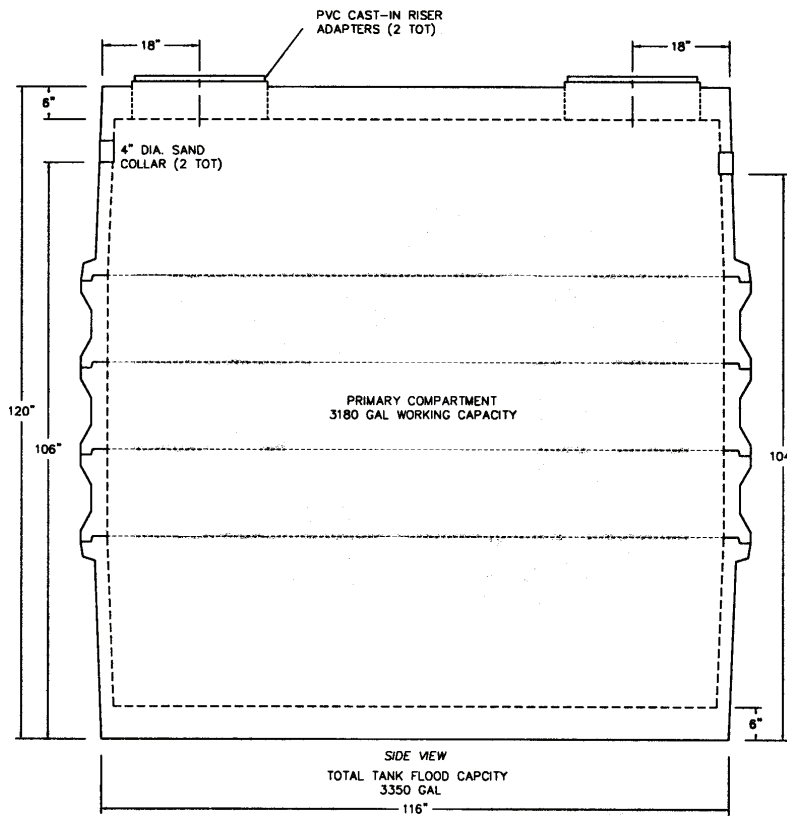 PVC CAST-IN RISER
ADAPTERS (2 TOT)
18"
18"
6"
4" DIA. SAND
COLLAR (2 TOT)
PRIMARY COMPARTMENT
3180 GAL WORKING CAPACITY
120"
106"
104
6"
SIDE VIEW
TOTAL TANK FLOOD CAPCITY
3350 GAL
116"